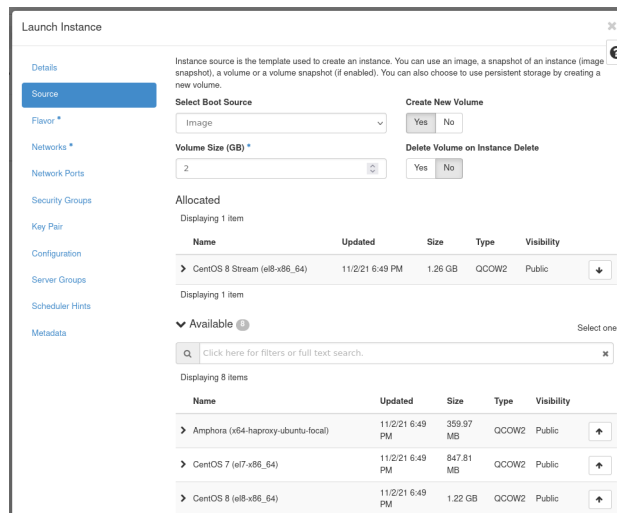 Launch Instance
×
?
Details
Source
Flavor *
Networks *
Network Ports
Security Groups
Key Pair
Configuration
Server Groups
Scheduler Hints
Metadata
Instance source is the template used to create an instance. You can use an image, a snapshot of an instance (image
snapshot), a volume or a volume snapshot (if enabled). You can also choose to use persistent storage by creating a
new volume.
Select Boot Source
Create New Volume
Image
Yes No
Volume Size (GB) *
Delete Volume on Instance Delete
2
Yes No
Allocated
Displaying 1 item
Name Updated Size Type Visibility
CentOS 8 Stream (el8-x86_64) 11/2/21 6:49 PM 1.26 GB QCOW2 Public
Displaying 1 item
Available 8
Select one
Click here for filters or full text search.
Displaying 8 items
Name Updated Size Type Visibility
Amphora (x64-haproxy-ubuntu-focal) 11/2/21 6:49 PM 359.97 MB QCOW2 Public
CentOS 7 (el7-x86_64) 11/2/21 6:49 PM 847.81 MB QCOW2 Public
CentOS 8 (el8-x86_64) 11/2/21 6:49 PM 1.22 GB QCOW2 Public